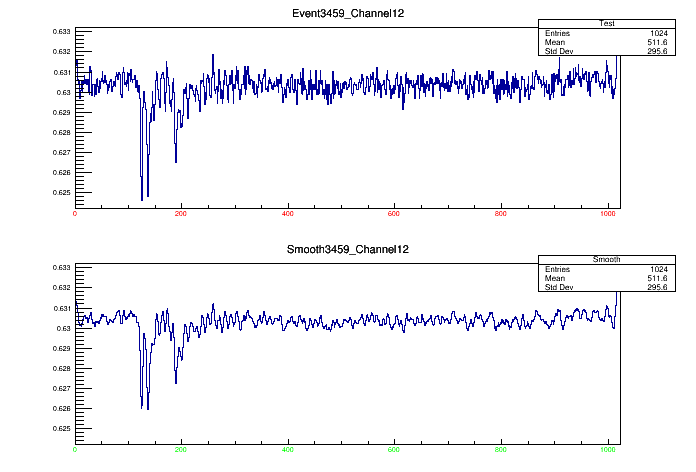 Event3459_Channel12
Test
Entries 1024
Mean 511.6
Std Dev 295.6
0.633
0.632
0.631
0.63
0.629
0.628
0.627
0.626
0.625
0 200 400 600 800 1000
Smooth3459_Channel12
Smooth
Entries 1024
Mean 511.6
Std Dev 295.6
0.633
0.632
0.631
0.63
0.629
0.628
0.627
0.626
0.625
0 200 400 600 800 1000